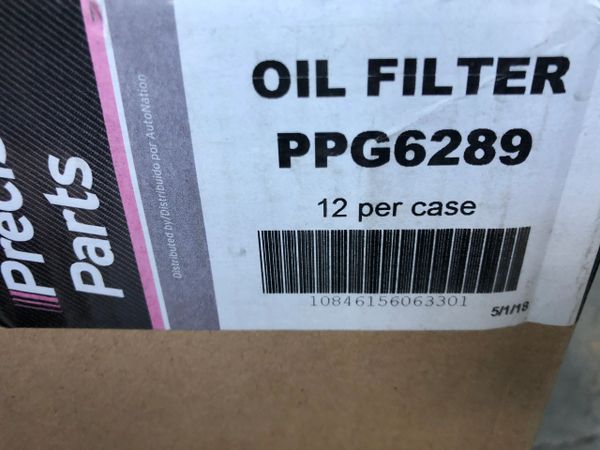 OIL FILTER
PPG6289
12 per case
10846156063301
5/1/18
Distributed by/Distribuido por AutoNation
Parts